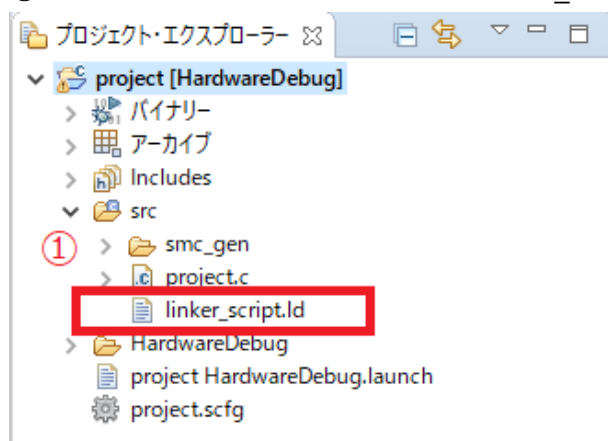 プロジェクト・エクスプローラー
project [HardwareDebug]
バイナリー
アーカイブ
Includes
src
① smc_gen
project.c
linker_script.ld
HardwareDebug
project HardwareDebug.launch
project.scfg